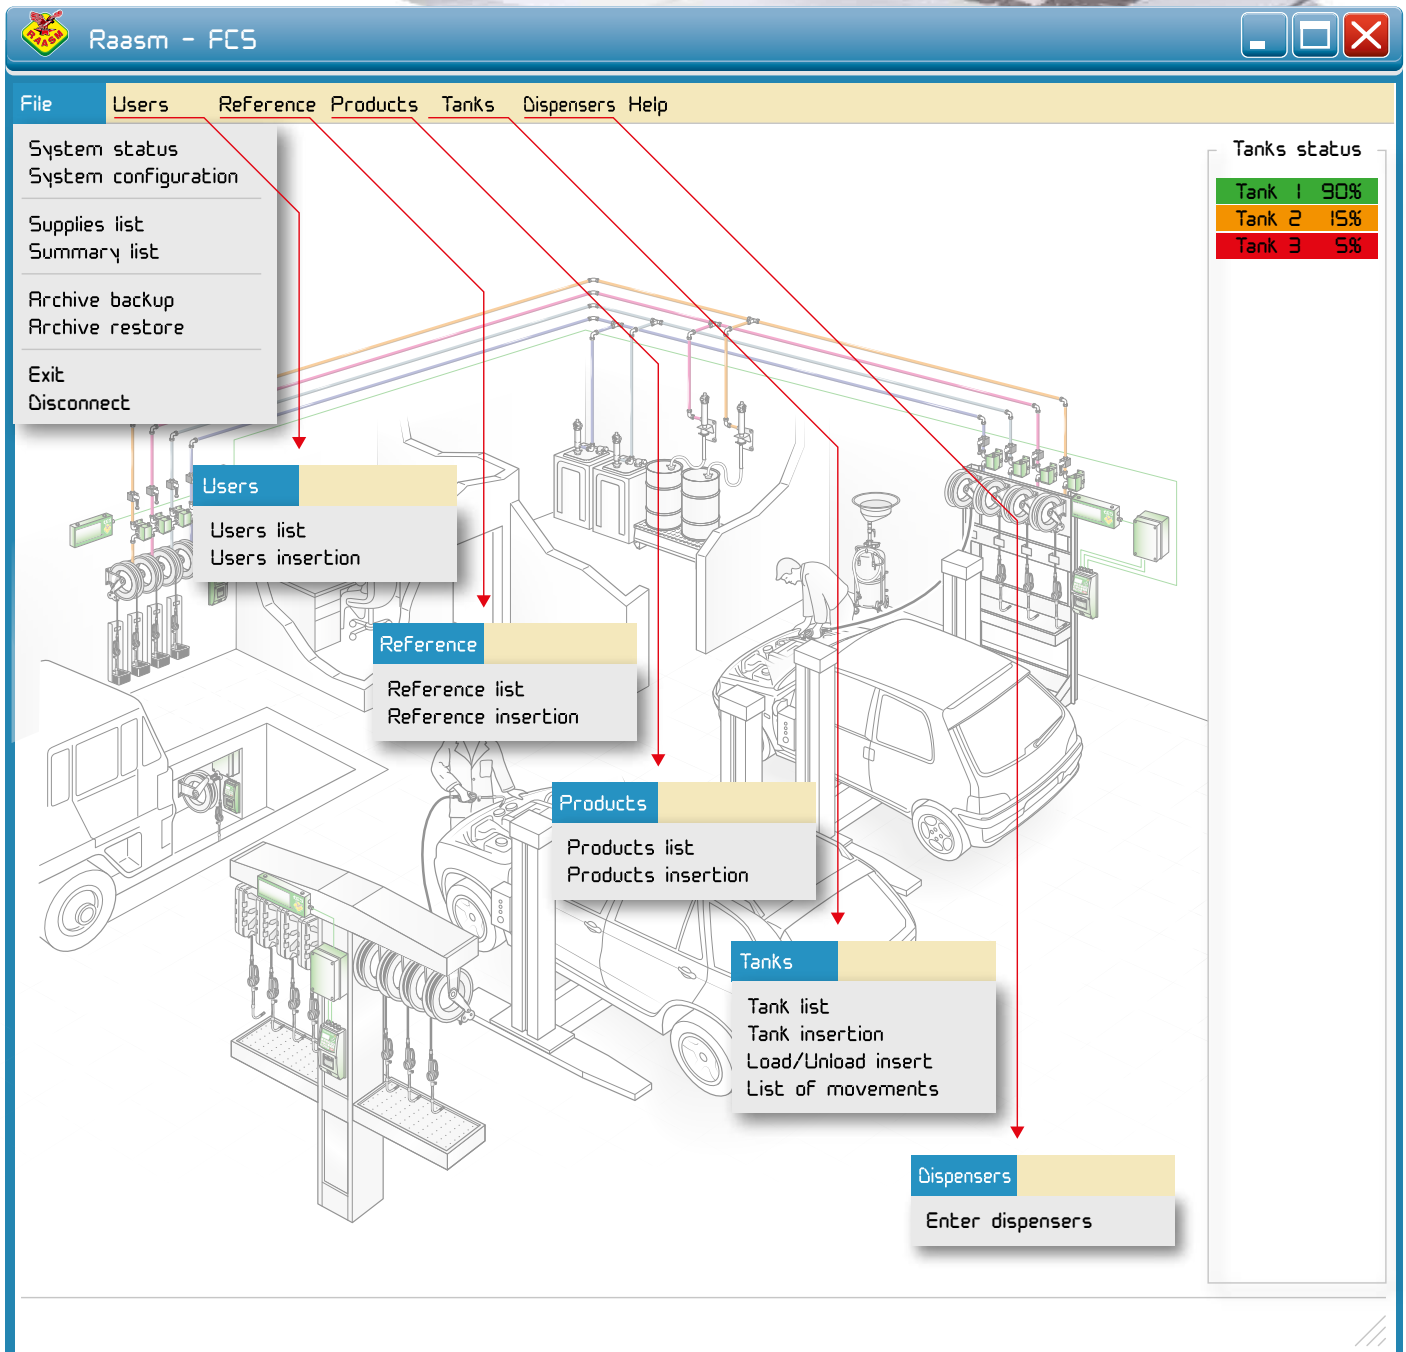 RAASM
Raasm - FCS
File Users Reference Products Tanks Dispensers Help
System status
System configuration
Supplies list
Summary list
Archive backup
Archive restore
Exit
Disconnect
Tanks status
Tank 1 90%
Tank 2 15%
Tank 3 5%
Users
Users list
Users insertion
Reference
Reference list
Reference insertion
Products
Products list
Products insertion
Tanks
Tank list
Tank insertion
Load/Unload insert
List of movements
Dispensers
Enter dispensers